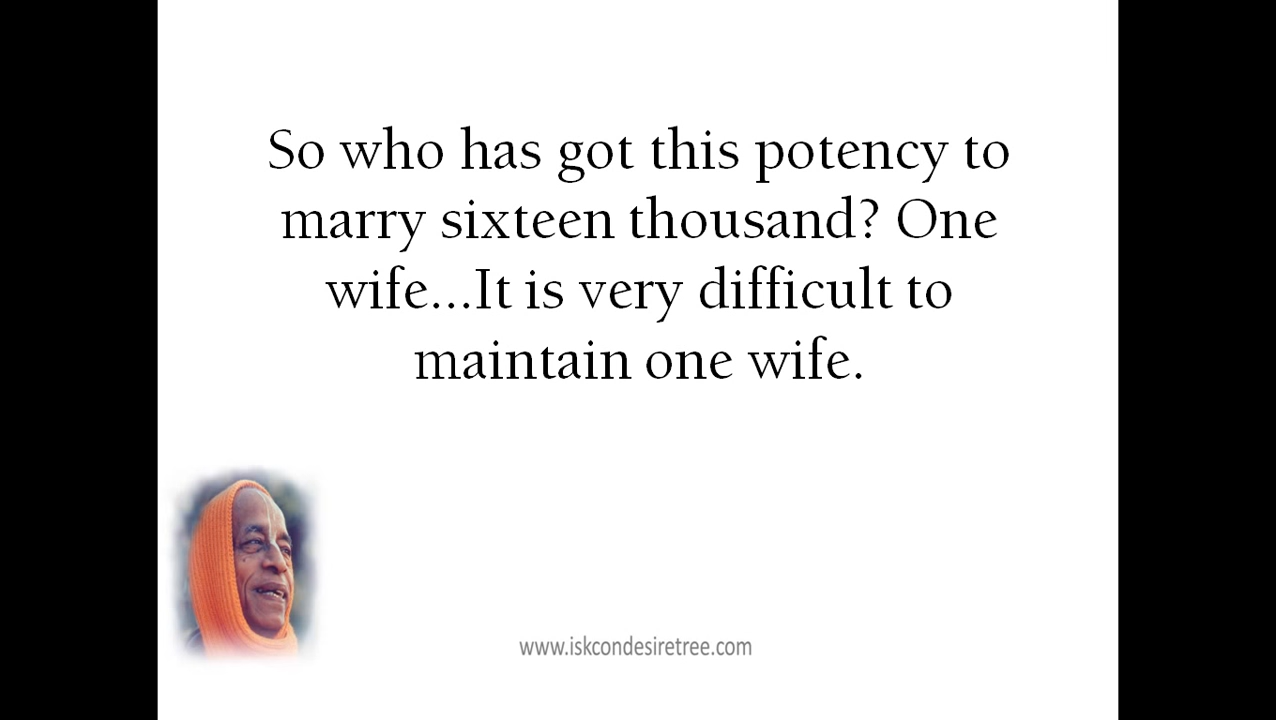 So who has got this potency to
marry sixteen thousand? One
wife...It is very difficult to
maintain one wife.
www.iskcondesiretree.com